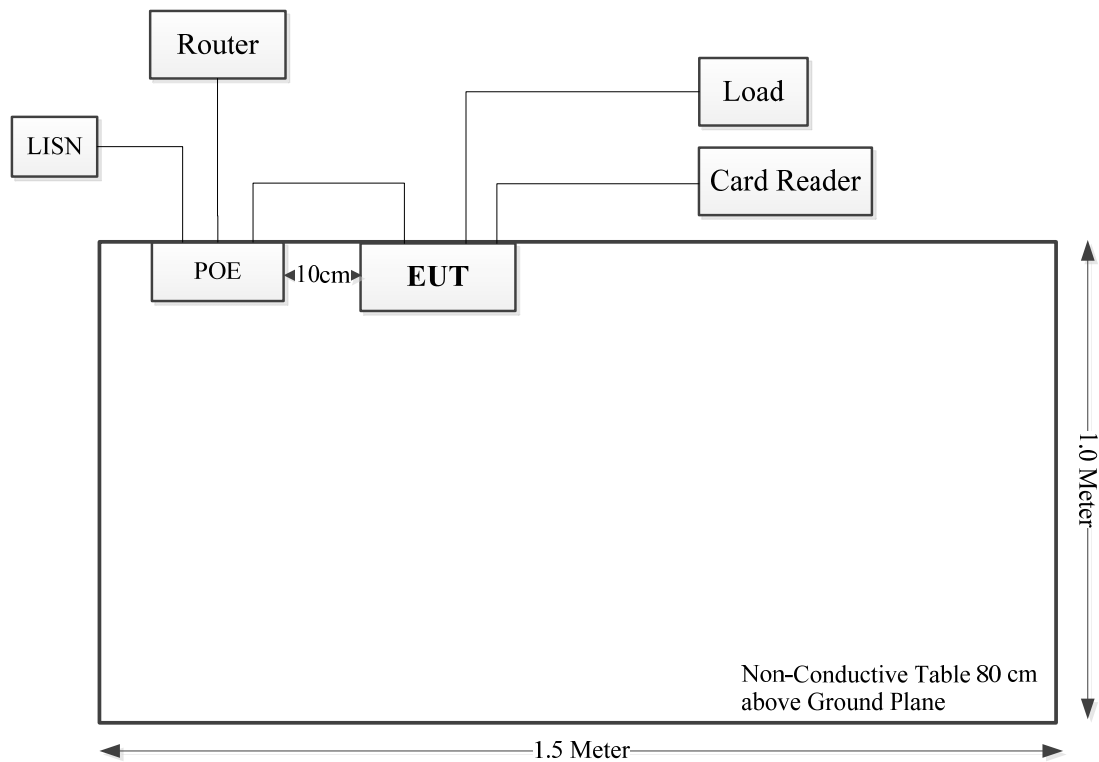 Router
Load
LISN
Card Reader
POE
10cm
EUT
1.0 Meter
Non-Conductive Table 80 cm
above Ground Plane
1.5 Meter